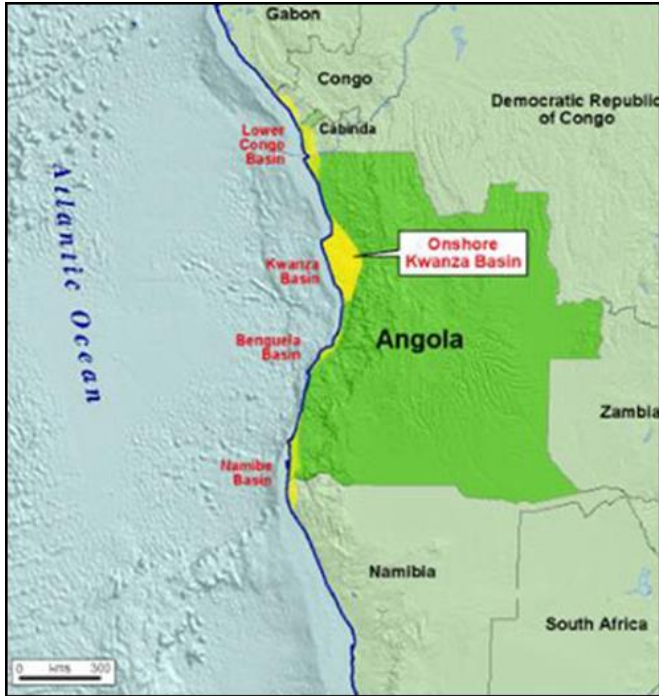 Gabon
Congo
Democratic Republic
of Congo
Cabinda
Lower
Congo
Basin
Atlantic Ocean
Onshore
Kwanza Basin
Kwanza
Basin
Angola
Benguela
Basin
Zambia
Namibe
Basin
Namibia
South Africa
0 kms 300